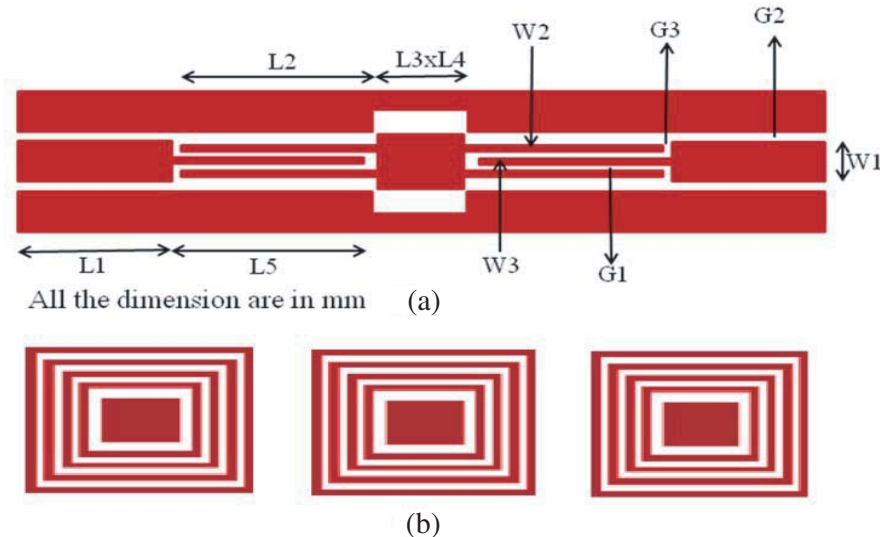 G2
G3
W2
L3xL4
L2
W1
L1
L5
W3
G1
All the dimension are in mm
(a)
(b)